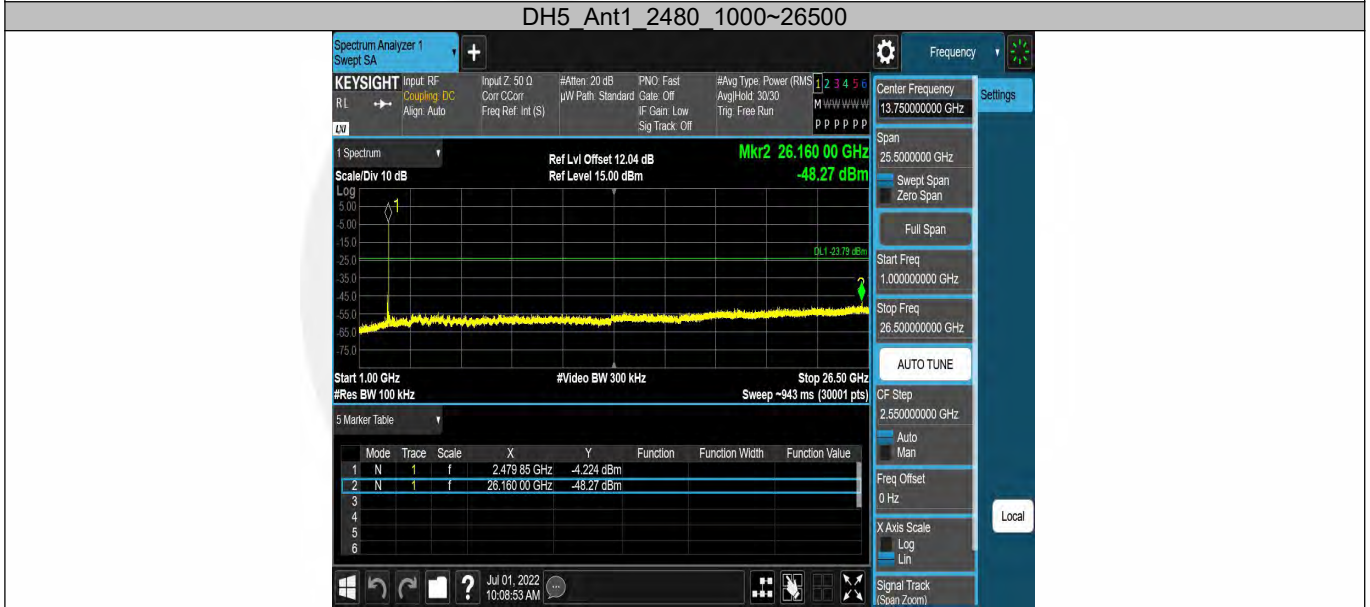 DH5_Ant1_2480_1000~26500
Spectrum Analyzer 1
Swept SA
+
Frequency
KEYSIGHT
RL
LXI
Input: RF
Coupling: DC
Align: Auto
Input Z: 50 Ω
Corr CCorr
Freq Ref: Int (S)
#Atten: 20 dB
µW Path: Standard
PNO: Fast
Gate: Off
IF Gain: Low
Sig Track: Off
#Avg Type: Power (RMS
Avg|Hold: 30/30
Trig: Free Run
1 2 3 4 5 6
M W W W W W
P P P P P P
Center Frequency
13.750000000 GHz
Settings
Span
25.5000000 GHz
Swept Span
Zero Span
Full Span
Start Freq
1.000000000 GHz
Stop Freq
26.500000000 GHz
AUTO TUNE
CF Step
2.550000000 GHz
Auto
Man
Freq Offset
0 Hz
X Axis Scale
Log
Lin
Signal Track
(Span Zoom)
Local
1 Spectrum
Scale/Div 10 dB
Ref Lvl Offset 12.04 dB
Ref Level 15.00 dBm
Mkr2 26.160 00 GHz
-48.27 dBm
Log
5.00
-5.00
-15.0
-25.0
-35.0
-45.0
-55.0
-65.0
-75.0
1
DL1 -23.79 dBm
2
Start 1.00 GHz
#Res BW 100 kHz
#Video BW 300 kHz
Stop 26.50 GHz
Sweep ~943 ms (30001 pts)
5 Marker Table
Mode Trace Scale X Y Function Function Width Function Value
1 N 1 f 2.479 85 GHz -4.224 dBm
2 N 1 f 26.160 00 GHz -48.27 dBm
3
4
5
6
?
Jul 01, 2022
10:08:53 AM